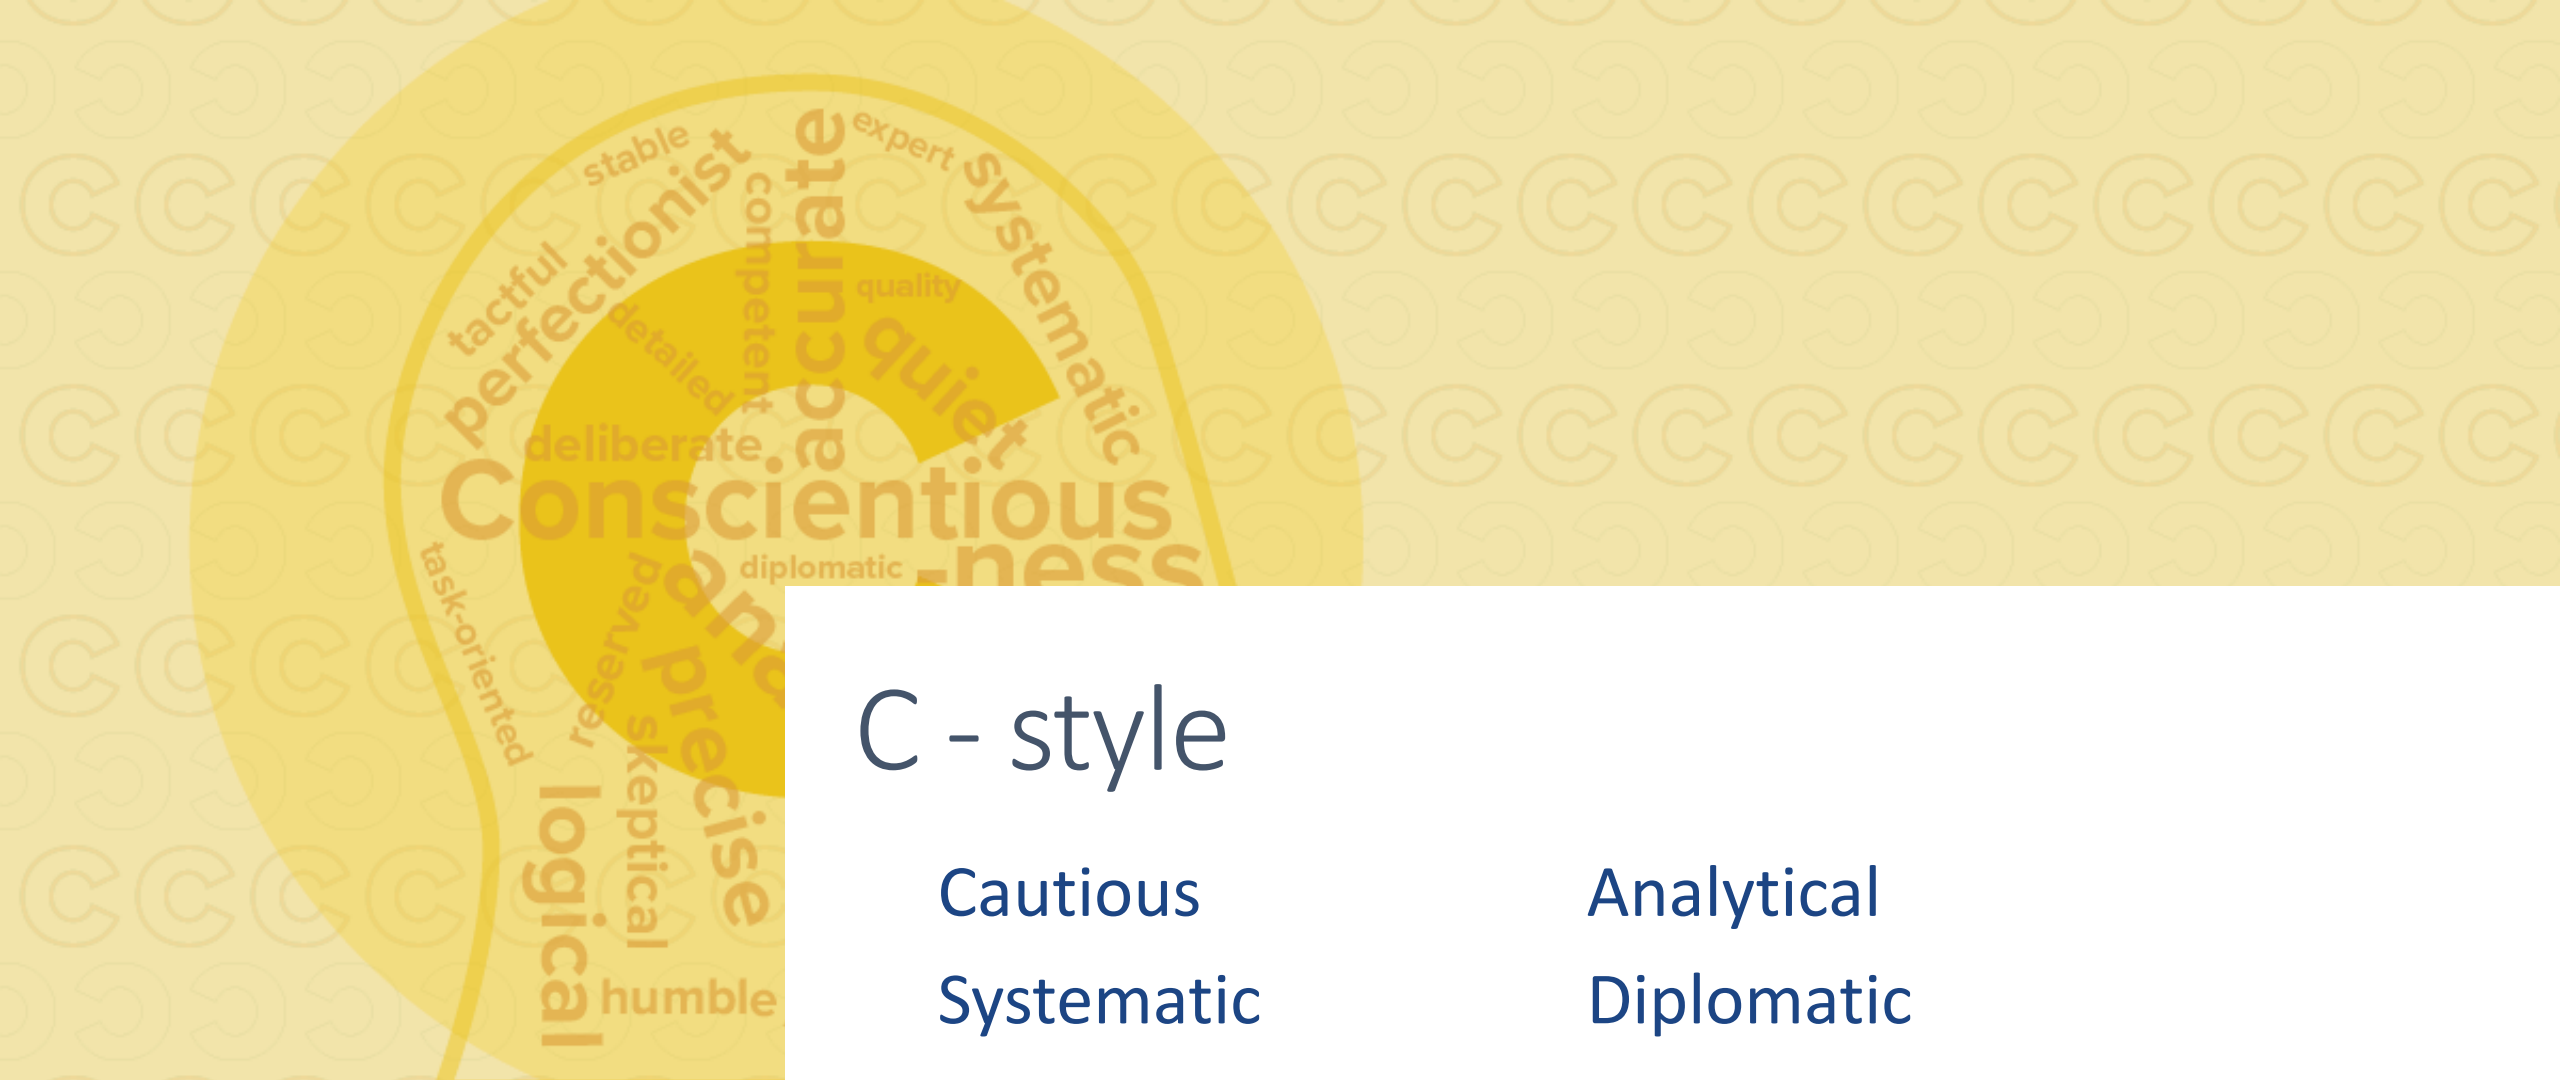 stable
expert
perfectionist
accurate
systematic
competent
tactful
quality
detailed
quiet
deliberate
Conscientious
-ness
diplomatic
task-oriented
reserved
and
precise
skeptical
logical
humble
C - style
Cautious
Analytical
Systematic
Diplomatic